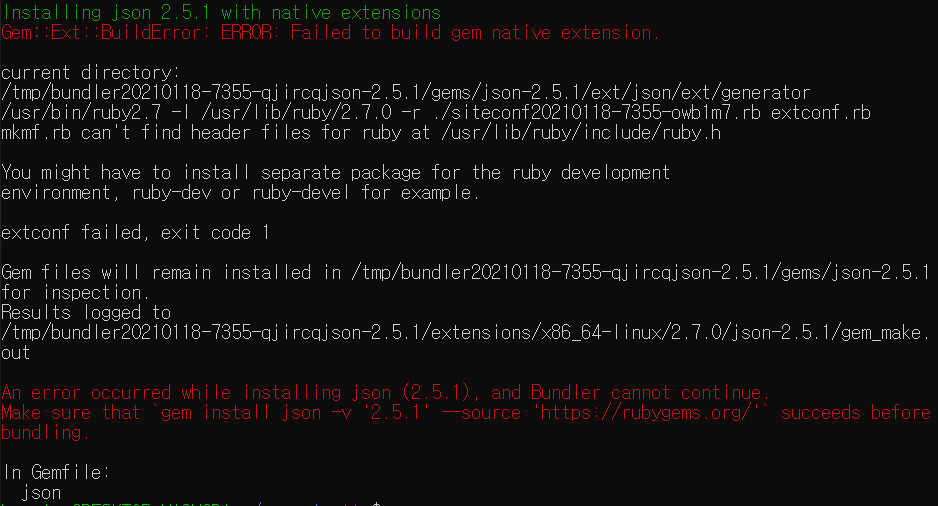 Installing json 2.5.1 with native extensions
Gem::Ext::BuildError: ERROR: Failed to build gem native extension.
current directory:
/tmp/bundler20210118-7355-qjircqjson-2.5.1/gems/json-2.5.1/ext/json/ext/generator
/usr/bin/ruby2.7 -I /usr/lib/ruby/2.7.0 -r ./siteconf20210118-7355-owb1m7.rb extconf.rb
mkmf.rb can't find header files for ruby at /usr/lib/ruby/include/ruby.h
You might have to install separate package for the ruby development
environment, ruby-dev or ruby-devel for example.
extconf failed, exit code 1
Gem files will remain installed in /tmp/bundler20210118-7355-qjircqjson-2.5.1/gems/json-2.5.1
for inspection.
Results logged to
/tmp/bundler20210118-7355-qjircqjson-2.5.1/extensions/x86_64-linux/2.7.0/json-2.5.1/gem_make.
out
An error occurred while installing json (2.5.1), and Bundler cannot continue.
Make sure that `gem install json -v '2.5.1' --source 'https://rubygems.org/'` succeeds before
bundling.
In Gemfile:
json